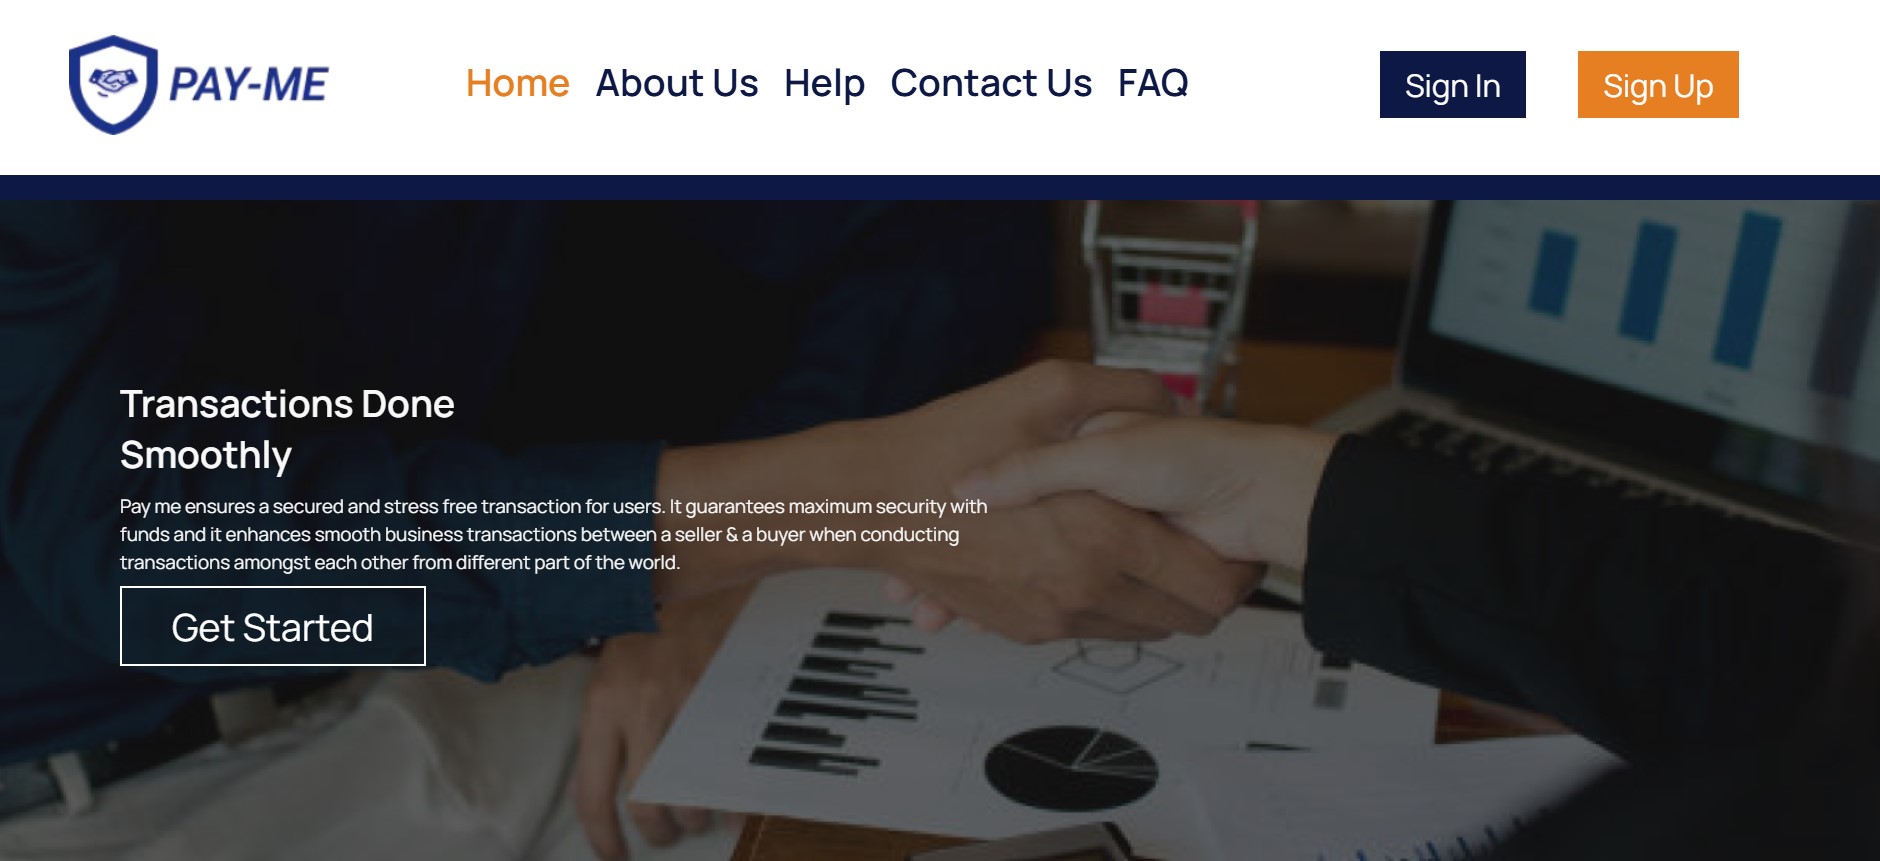 PAY-ME
Home About Us Help Contact Us FAQ
Sign In
Sign Up
Transactions Done
Smoothly
Pay me ensures a secured and stress free transaction for users. It guarantees maximum security with
funds and it enhances smooth business transactions between a seller & a buyer when conducting
transactions amongst each other from different part of the world.
Get Started